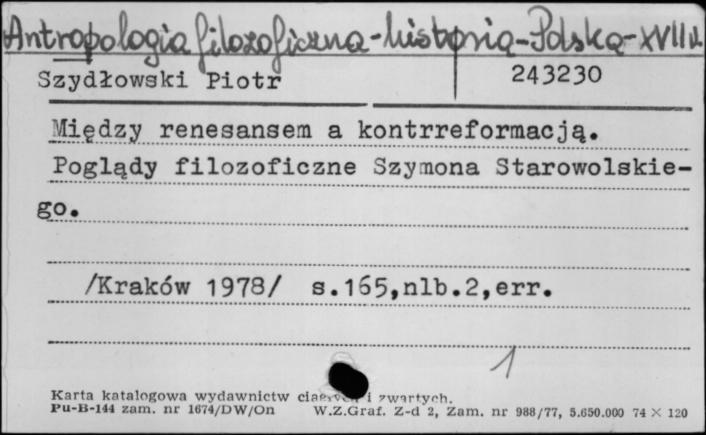 Antropologia filozoficzna - historia - Polska - XVII w.
Szydłowski Piotr 243230
Między renesansem a kontrreformacją.
Poglądy filozoficzne Szymona Starowolskie-
go.
/Kraków 1978/ s.165,nlb.2,err.
1
Karta katalogowa wydawnictw i zwartych.
Pu-B-144 zam. nr 1674/DW/On W.Z.Graf. Z-d 2, Zam. nr 988/77, 5.650.000 74 × 120